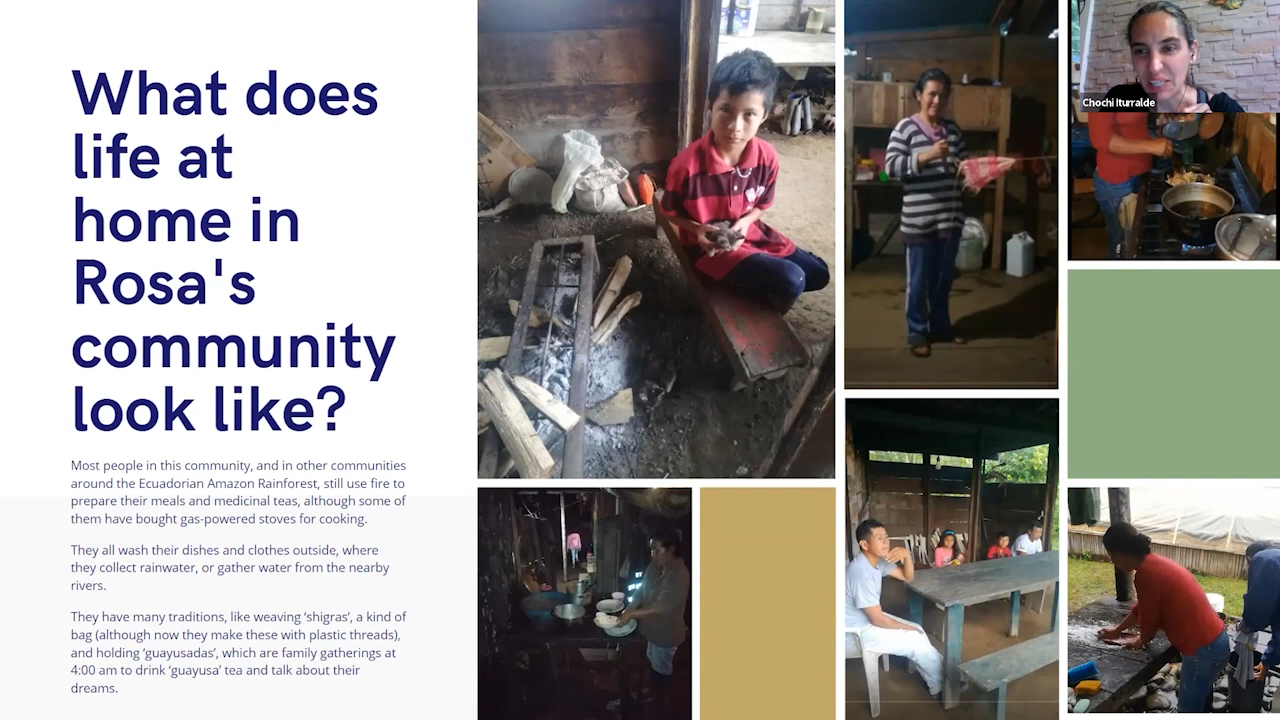 What does
life at
home in
Rosa's
community
look like?
Most people in this community, and in other communities
around the Ecuadorian Amazon Rainforest, still use fire to
prepare their meals and medicinal teas, although some of
them have bought gas-powered stoves for cooking.
They all wash their dishes and clothes outside, where
they collect rainwater, or gather water from the nearby
rivers.
They have many traditions, like weaving ‘shigras’, a kind of
bag (although now they make these with plastic threads),
and holding ‘guayusadas’, which are family gatherings at
4:00 am to drink ‘guayusa’ tea and talk about their
dreams.
Chochi Iturralde